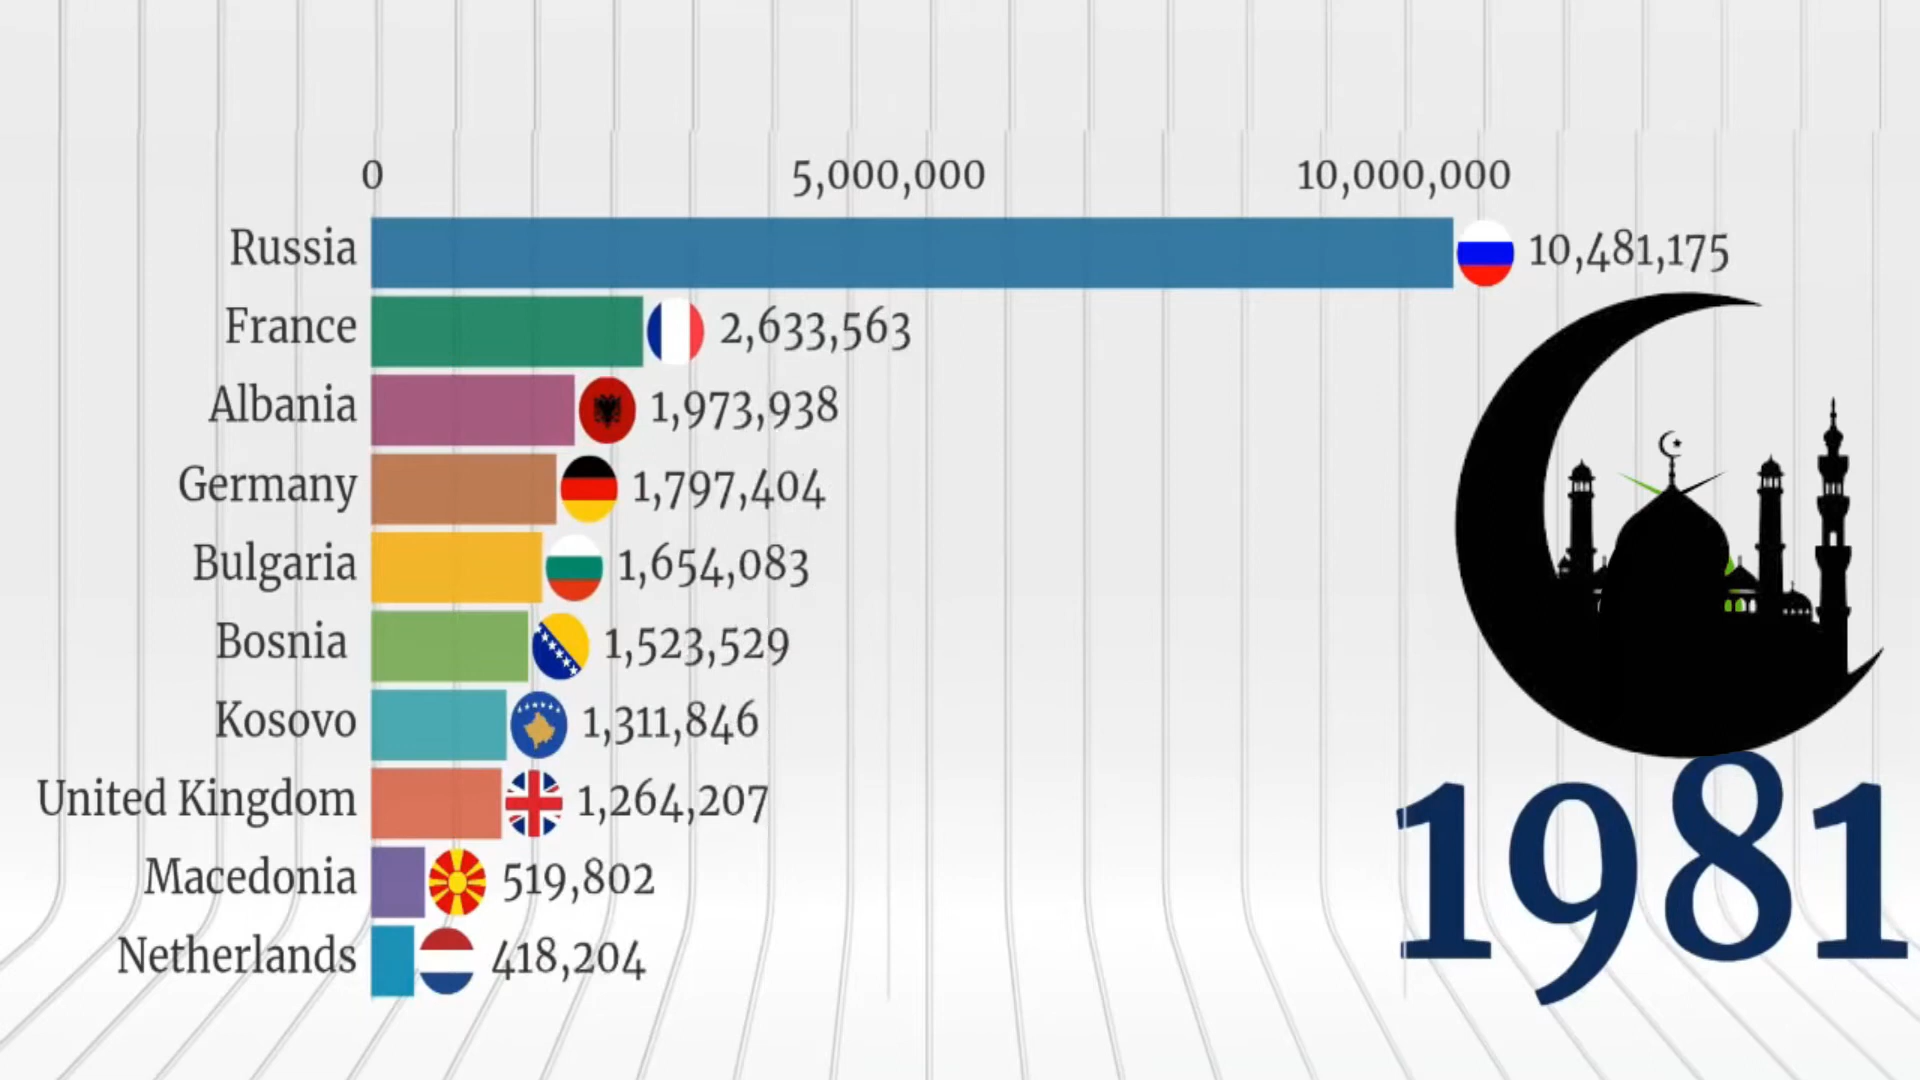 0 5,000,000 10,000,000
Russia 10,481,175
France 2,633,563
Albania 1,973,938
Germany 1,797,404
Bulgaria 1,654,083
Bosnia 1,523,529
Kosovo 1,311,846
United Kingdom 1,264,207
Macedonia 519,802
Netherlands 418,204
1981